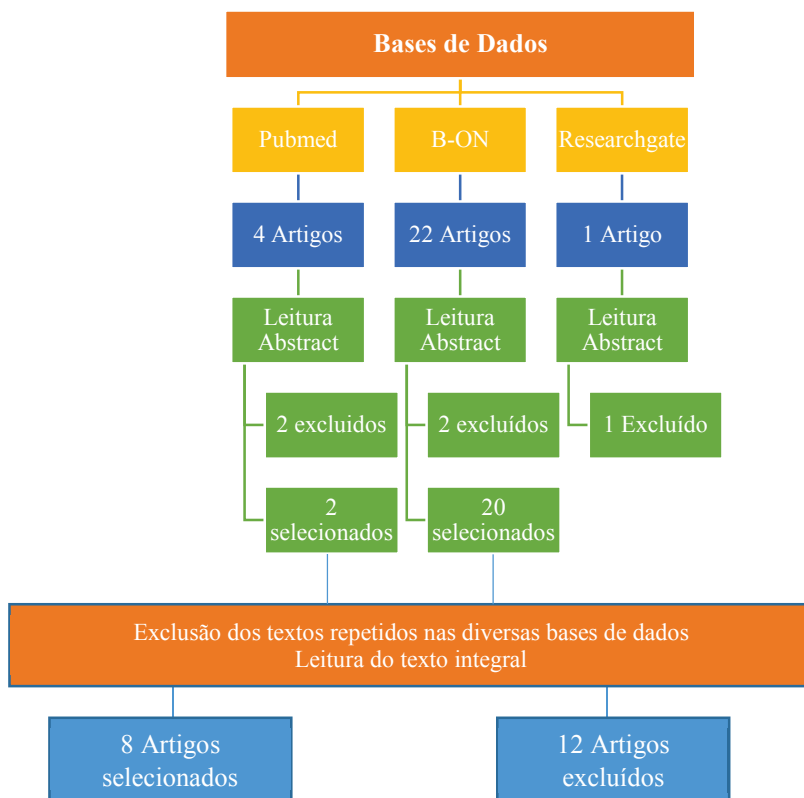 Bases de Dados
Pubmed
B-ON
Researchgate
4 Artigos
22 Artigos
1 Artigo
Leitura
Abstract
Leitura
Abstract
Leitura
Abstract
2 excluidos
2 excluídos
1 Excluído
2
selecionados
20
selecionados
Exclusão dos textos repetidos nas diversas bases de dados
Leitura do texto integral
8 Artigos
selecionados
12 Artigos
excluídos